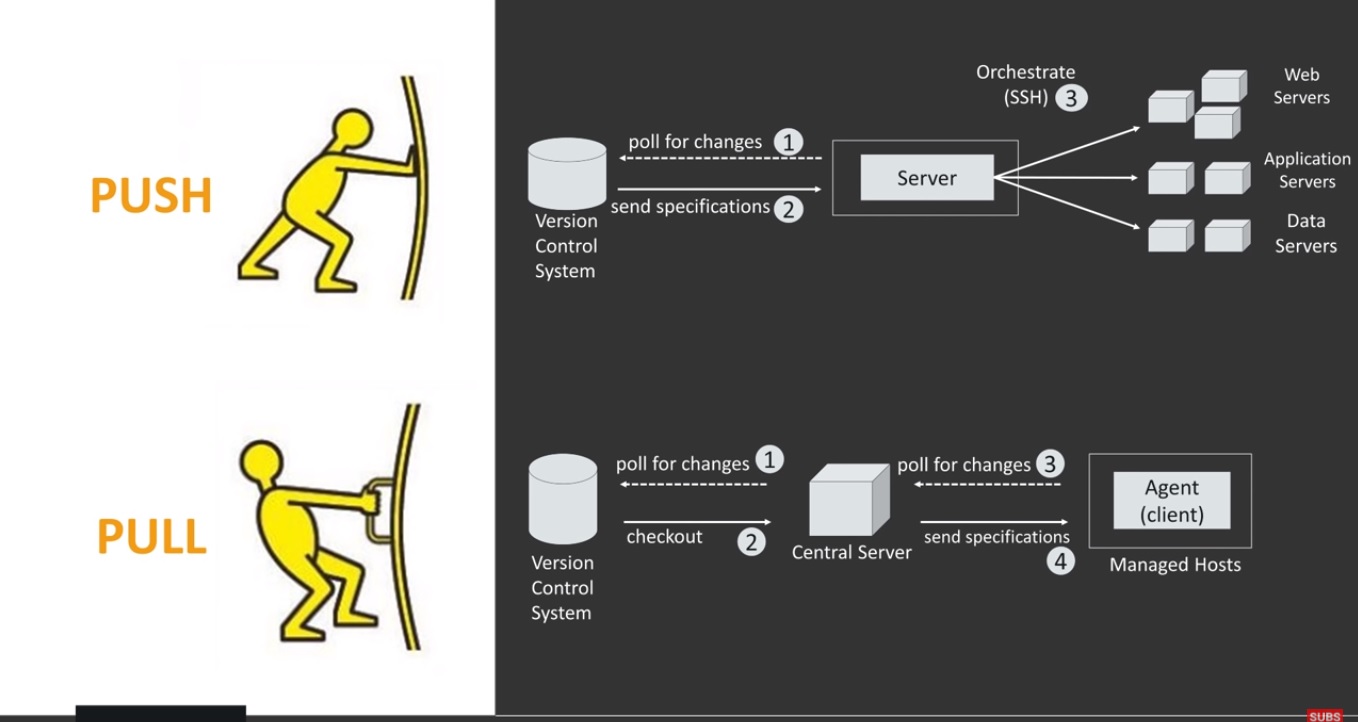 PUSH
Orchestrate
(SSH) 3
Web
Servers
poll for changes 1
Server
Application
Servers
send specifications 2
Version
Control
System
Data
Servers
PULL
poll for changes 1
poll for changes 3
Agent
(client)
checkout 2
Central Server
send specifications
4
Managed Hosts
Version
Control
System
SUBS